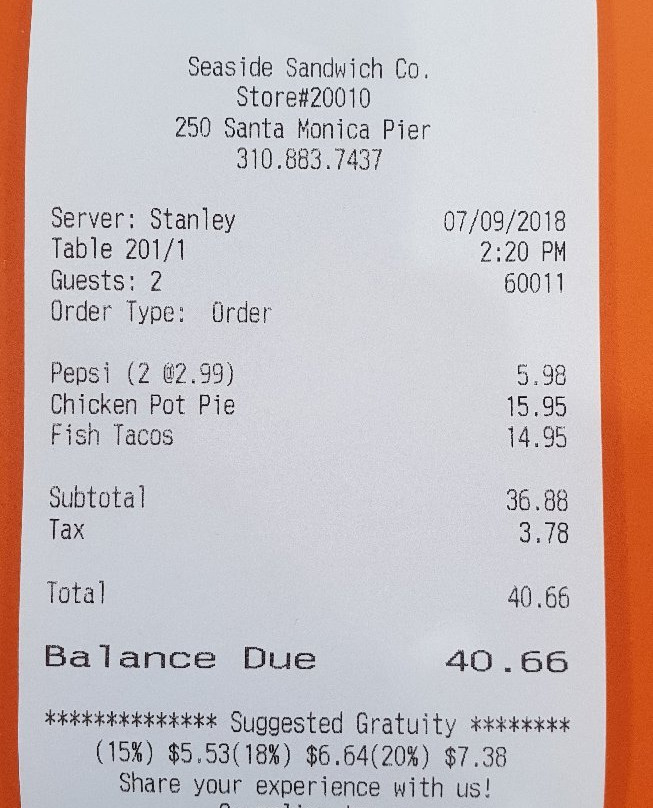 Seaside Sandwich Co.
Store#20010
250 Santa Monica Pier
310.883.7437
Server: Stanley 07/09/2018
Table 201/1 2:20 PM
Guests: 2 60011
Order Type: Order
Pepsi (2 @2.99) 5.98
Chicken Pot Pie 15.95
Fish Tacos 14.95
Subtotal 36.88
Tax 3.78
Total 40.66
Balance Due 40.66
************** Suggested Gratuity ********
(15%) $5.53(18%) $6.64(20%) $7.38
Share your experience with us!